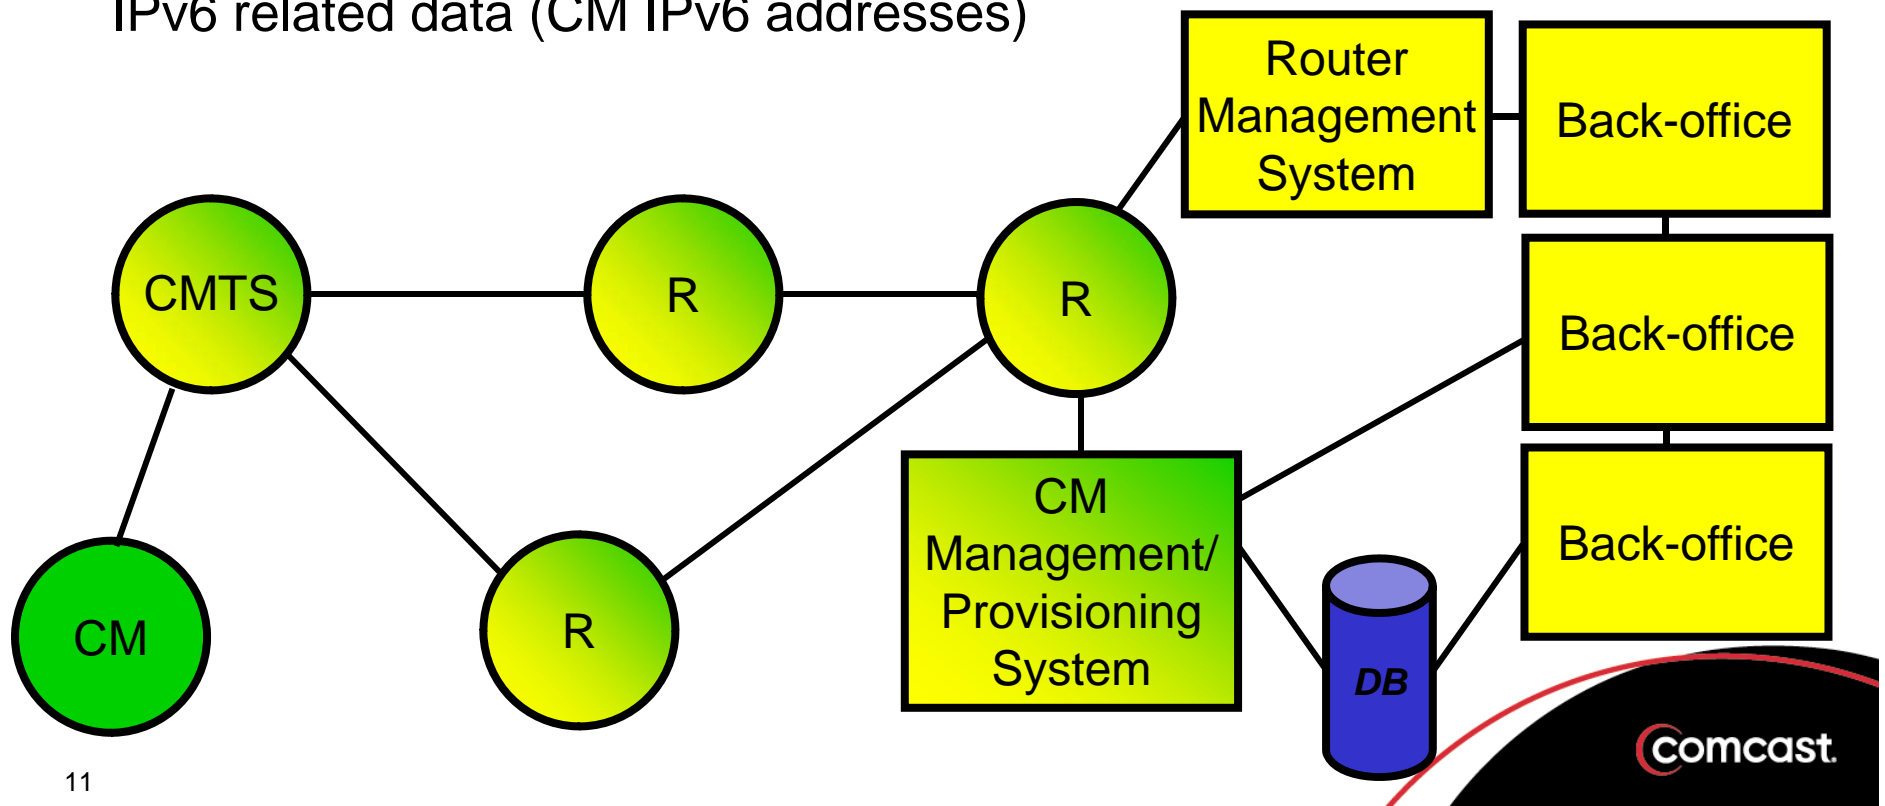 IPv6 related data (CM IPv6 addresses)
Router
Management
System
Back-office
CMTS
R
R
Back-office
CM
Management/
Provisioning
System
Back-office
CM
R
DB
comcast.
11